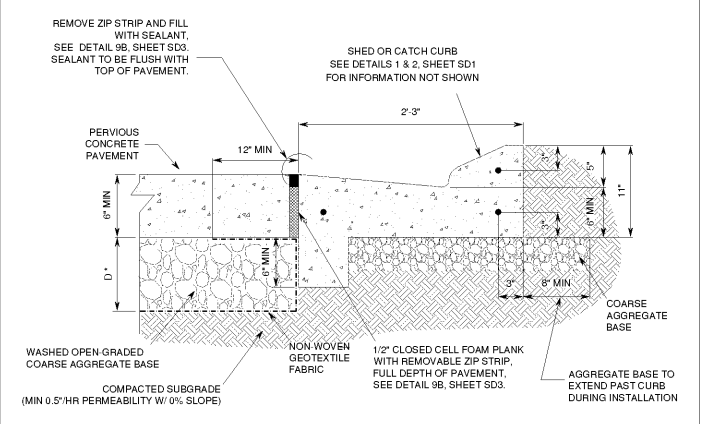 REMOVE ZIP STRIP AND FILL
WITH SEALANT,
SEE DETAIL 9B, SHEET SD3.
SEALANT TO BE FLUSH WITH
TOP OF PAVEMENT.
SHED OR CATCH CURB
SEE DETAILS 1 & 2, SHEET SD1
FOR INFORMATION NOT SHOWN
2'-3"
PERVIOUS
CONCRETE
PAVEMENT
12" MIN
3"
5"
11"
6" MIN
6" MIN
3"
D *
6" MIN
3"
8" MIN
COARSE
AGGREGATE
BASE
WASHED OPEN-GRADED
COARSE AGGREGATE BASE
NON-WOVEN
GEOTEXTILE
FABRIC
1/2" CLOSED CELL FOAM PLANK
WITH REMOVABLE ZIP STRIP,
FULL DEPTH OF PAVEMENT,
SEE DETAIL 9B, SHEET SD3.
AGGREGATE BASE TO
EXTEND PAST CURB
DURING INSTALLATION
COMPACTED SUBGRADE
(MIN 0.5"/HR PERMEABILITY W/ 0% SLOPE)